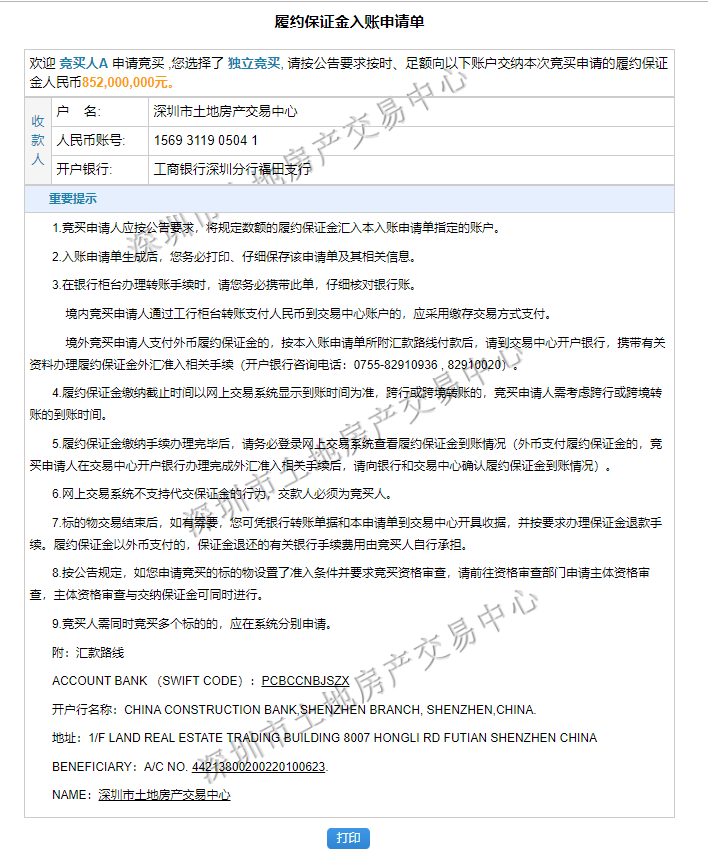 履约保证金入账申请单
欢迎 竞买人A 申请竞买 ,您选择了 独立竞买, 请按公告要求按时、足额向以下账户交纳本次竞买申请的履约保证
金人民币852,000,000元。
收款人
户 名: 深圳市土地房产交易中心
人民币账号: 1569 3119 0504 1
开户银行: 工商银行深圳分行福田支行
重要提示
1.竞买申请人应按公告要求，将规定数额的履约保证金汇入本入账申请单指定的账户。
2.入账申请单生成后，您务必打印、仔细保存该申请单及其相关信息。
3.在银行柜台办理转账手续时，请您务必携带此单，仔细核对银行账。
境内竞买申请人通过工行柜台转账支付人民币到交易中心账户的，应采用缴存交易方式支付。
境外竞买申请人支付外币履约保证金的，按本入账申请单所附汇款路线付款后，请到交易中心开户银行，携带有关
资料办理履约保证金外汇准入相关手续（开户银行咨询电话：0755-82910936 , 82910020）。
4.履约保证金缴纳截止时间以网上交易系统显示到账时间为准，跨行或跨境转账的，竞买申请人需考虑跨行或跨境转
账的到账时间。
5.履约保证金缴纳手续办理完毕后，请务必登录网上交易系统查看履约保证金到账情况（外币支付履约保证金的，竞
买申请人在交易中心开户银行办理完成外汇准入相关手续后，请向银行和交易中心确认履约保证金到账情况）。
6.网上交易系统不支持代交保证金的行为，交款人必须为竞买人。
7.标的物交易结束后，如有需要，您可凭银行转账单据和本申请单到交易中心开具收据，并按要求办理保证金退款手
续。履约保证金以外币支付的，保证金退还的有关银行手续费用由竞买人自行承担。
8.按公告规定，如您申请竞买的标的物设置了准入条件并要求竞买资格审查，请前往资格审查部门申请主体资格审
查，主体资格审查与交纳保证金可同时进行。
9.竞买人需同时竞买多个标的的，应在系统分别申请。
附：汇款路线
ACCOUNT BANK （SWIFT CODE）：PCBCCNBJSZX
开户行名称：CHINA CONSTRUCTION BANK,SHENZHEN BRANCH, SHENZHEN,CHINA.
地址：1/F LAND REAL ESTATE TRADING BUILDING 8007 HONGLI RD FUTIAN SHENZHEN CHINA
BENEFICIARY：A/C NO. 44213800200220100623.
NAME：深圳市土地房产交易中心
打印
深圳市土地房产交易中心
深圳市土地房产交易中心
深圳市土地房产交易中心